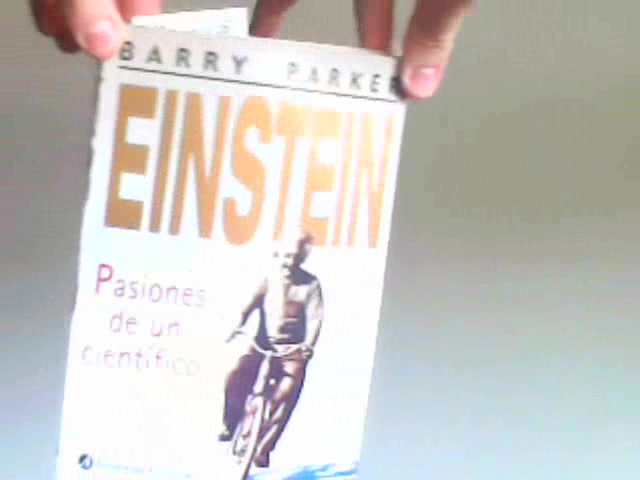 BARRY PARKER
EINSTEIN
Pasiones
de un
científico